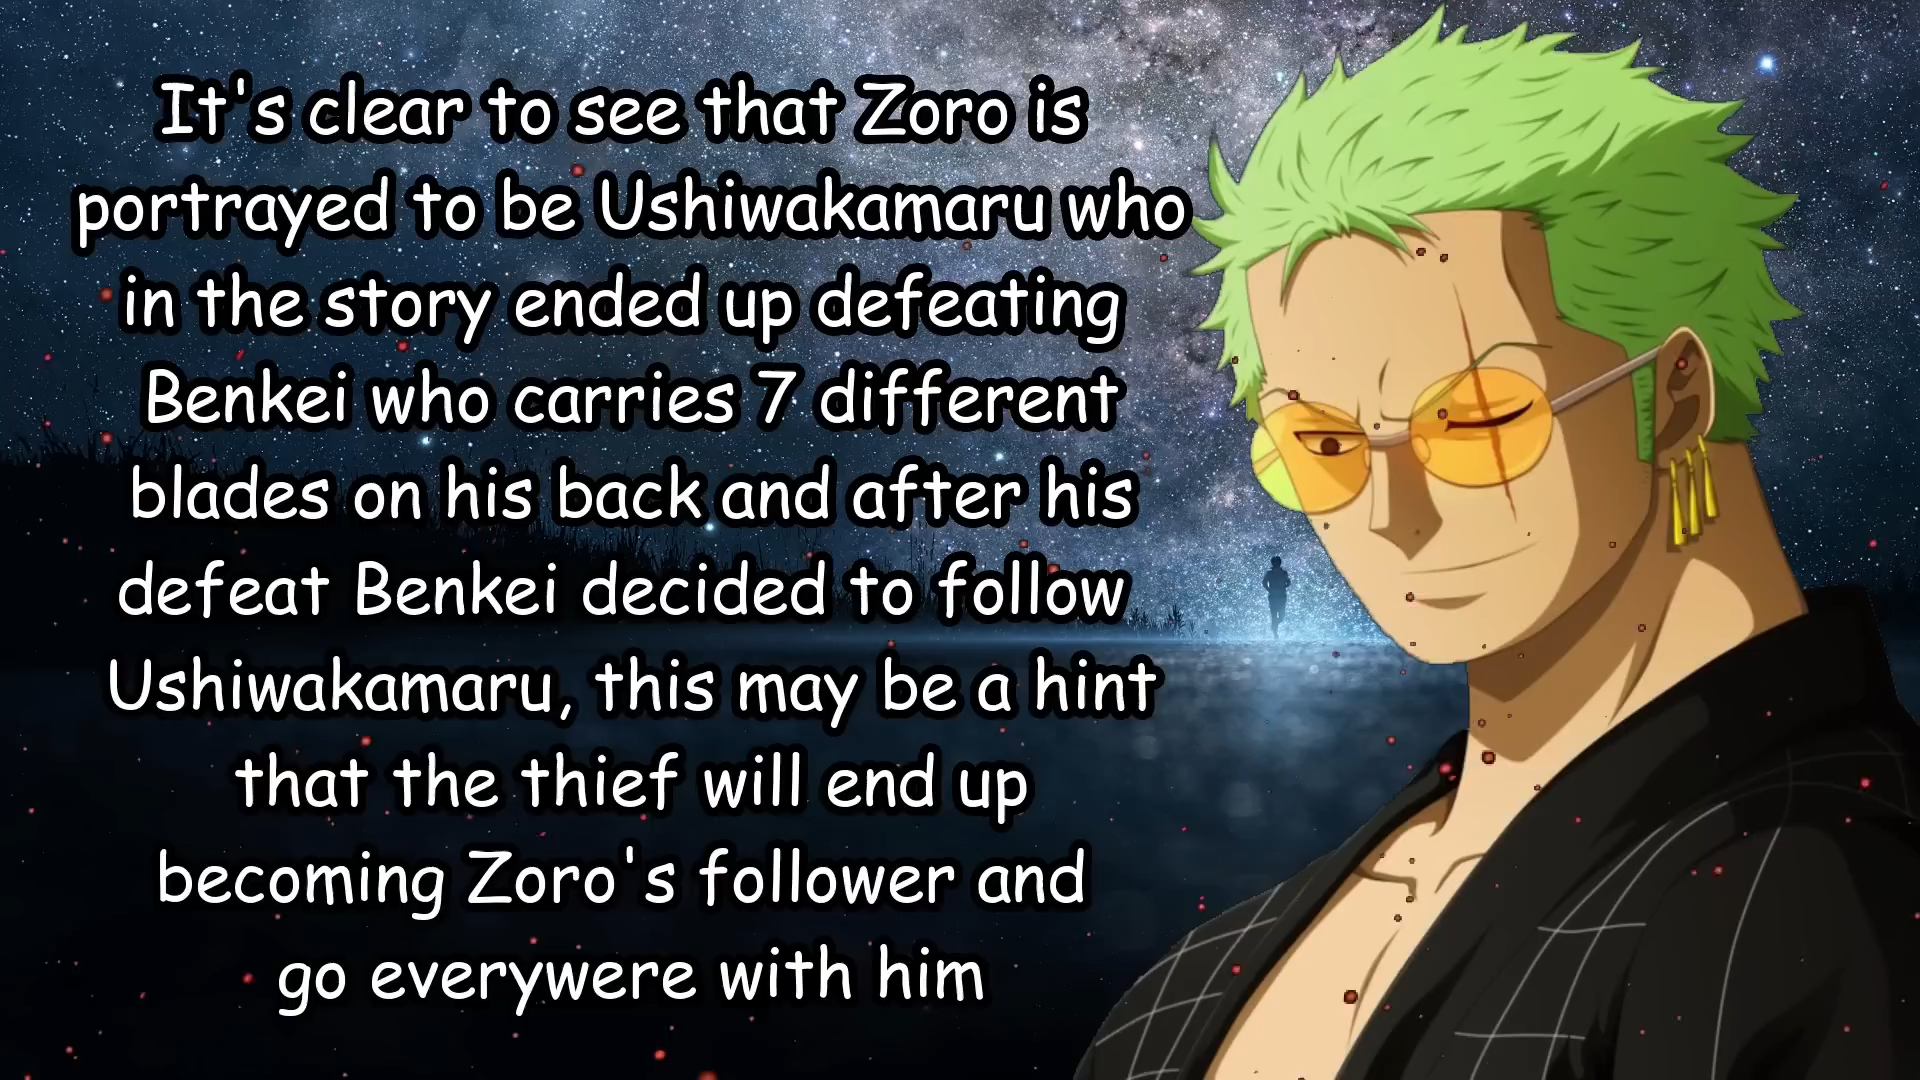 It's clear to see that Zoro is
portrayed to be Ushiwakamaru who
in the story ended up defeating
Benkei who carries 7 different
blades on his back and after his
defeat Benkei decided to follow
Ushiwakamaru, this may be a hint
that the thief will end up
becoming Zoro's follower and
go everywere with him